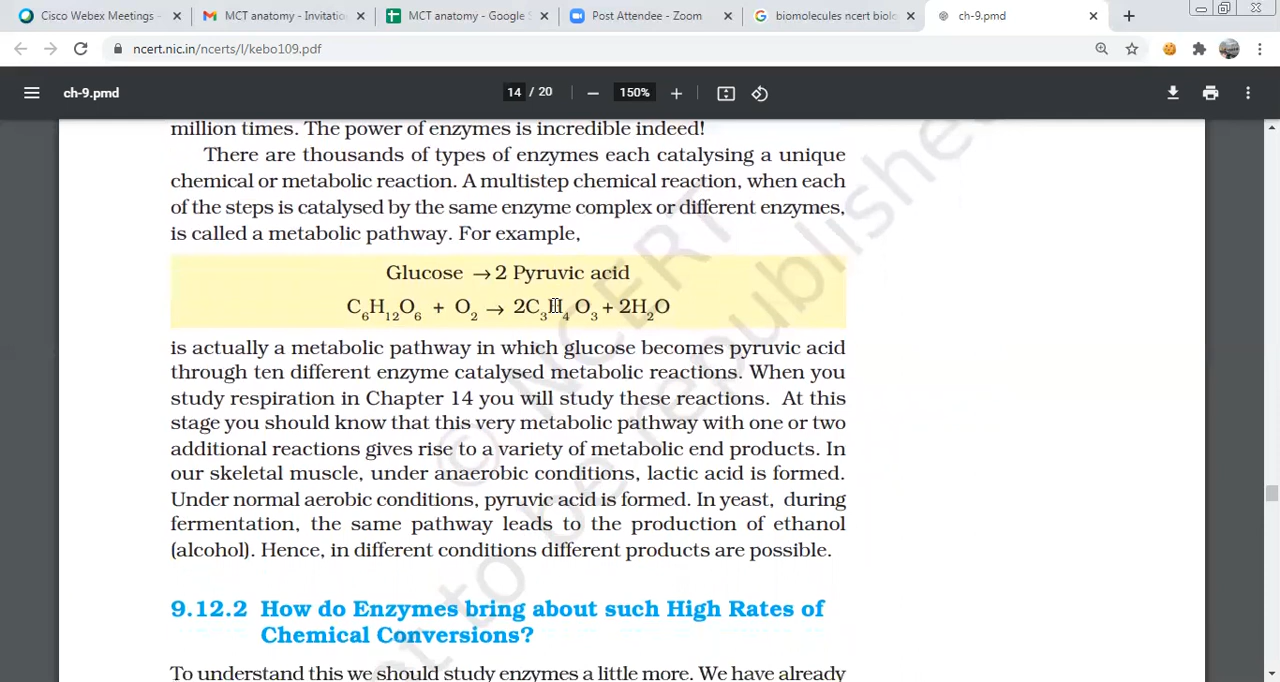 Cisco Webex Meetings - 
MCT anatomy - Invitatio
MCT anatomy - Google S
Post Attendee - Zoom
biomolecules ncert biolo
ch-9.pmd
ncert.nic.in/ncerts/l/kebo109.pdf
ch-9.pmd
14 / 20
150%
million times. The power of enzymes is incredible indeed!
There are thousands of types of enzymes each catalysing a unique
chemical or metabolic reaction. A multistep chemical reaction, when each
of the steps is catalysed by the same enzyme complex or different enzymes,
is called a metabolic pathway. For example,
Glucose → 2 Pyruvic acid
C₆H₁₂O₆ + O₂ → 2C₃H₄O₃ + 2H₂O
is actually a metabolic pathway in which glucose becomes pyruvic acid
through ten different enzyme catalysed metabolic reactions. When you
study respiration in Chapter 14 you will study these reactions. At this
stage you should know that this very metabolic pathway with one or two
additional reactions gives rise to a variety of metabolic end products. In
our skeletal muscle, under anaerobic conditions, lactic acid is formed.
Under normal aerobic conditions, pyruvic acid is formed. In yeast, during
fermentation, the same pathway leads to the production of ethanol
(alcohol). Hence, in different conditions different products are possible.
9.12.2 How do Enzymes bring about such High Rates of
Chemical Conversions?
To understand this we should study enzymes a little more. We have already
© NCERT
to be republished